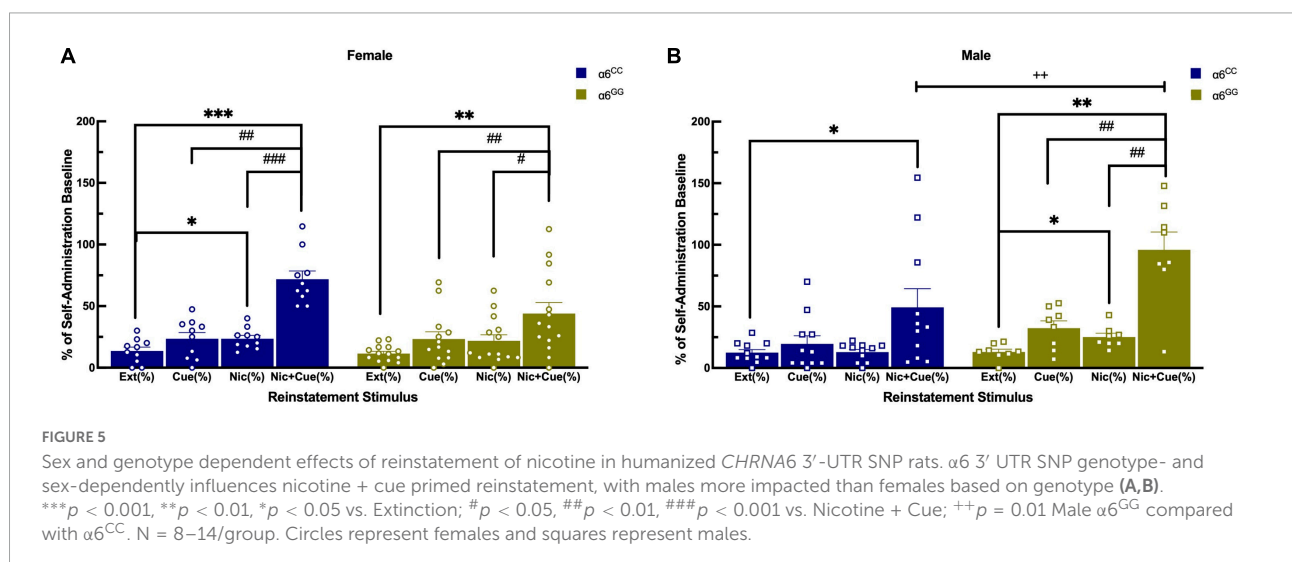 A
Female
α6CC
α6GG
% of Self-Administration Baseline
200
150
100
50
0
***
##
###
*
**
##
#
Ext(%) Cue(%) Nic(%) Nic+Cue(%) Ext(%) Cue(%) Nic(%) Nic+Cue(%)
Reinstatement Stimulus
B
Male
α6CC
α6GG
% of Self-Administration Baseline
200
150
100
50
0
++
*
**
##
##
*
Ext(%) Cue(%) Nic(%) Nic+Cue(%) Ext(%) Cue(%) Nic(%) Nic+Cue(%)
Reinstatement Stimulus
FIGURE 5
Sex and genotype dependent effects of reinstatement of nicotine in humanized CHRNA6 3′-UTR SNP rats. α6 3′ UTR SNP genotype- and
sex-dependently influences nicotine + cue primed reinstatement, with males more impacted than females based on genotype (A,B).
***p < 0.001, **p < 0.01, *p < 0.05 vs. Extinction; #p < 0.05, ##p < 0.01, ###p < 0.001 vs. Nicotine + Cue; ++p = 0.01 Male α6GG compared
with α6CC. N = 8–14/group. Circles represent females and squares represent males.